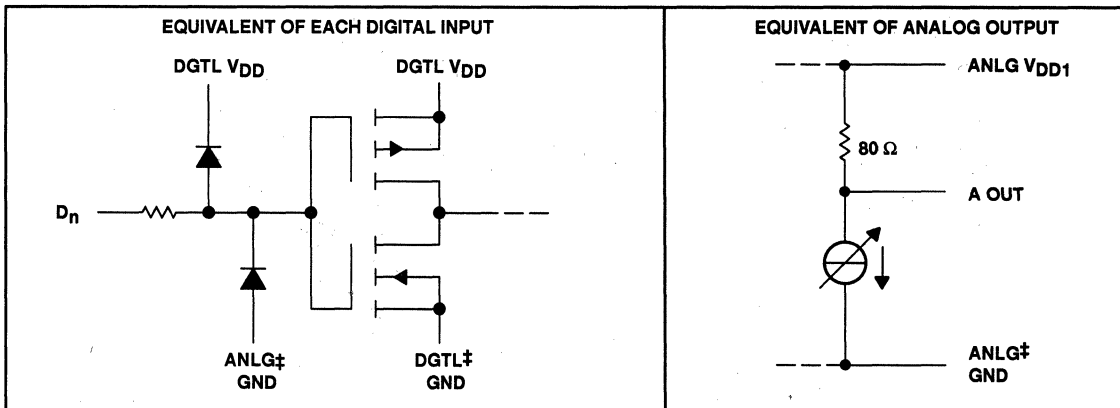 EQUIVALENT OF EACH DIGITAL INPUT
DGTL VDD
DGTL VDD
Dn
ANLG‡
GND
DGTL‡
GND
EQUIVALENT OF ANALOG OUTPUT
ANLG VDD1
80 Ω
A OUT
ANLG‡
GND